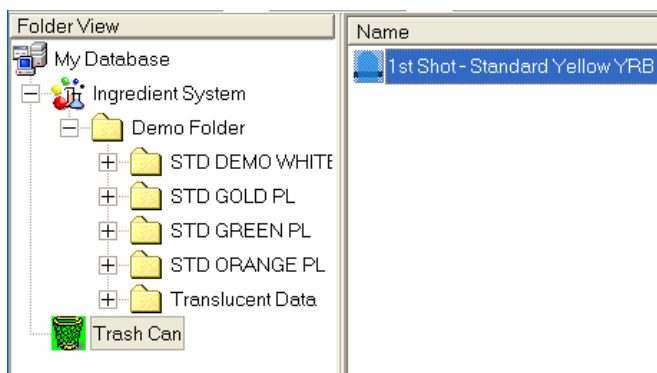 Folder View
My Database
Ingredient System
Demo Folder
STD DEMO WHITE
STD GOLD PL
STD GREEN PL
STD ORANGE PL
Translucent Data
Trash Can
Name
1st Shot - Standard Yellow YRB